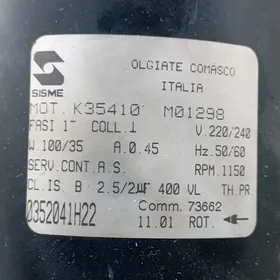 SISME
OLGIATE COMASCO
ITALIA
MOT. K35410 M01298
FASI 1~ COLL.⊥ V.220/240
W.100/35 A.0.45 Hz.50/60
SERV.CONT.A.S. RPM.1150
CL.IS. B 2.5/2μF 400 VL TH.PR.
0352041H22 Comm. 73662
11.01 ROT.